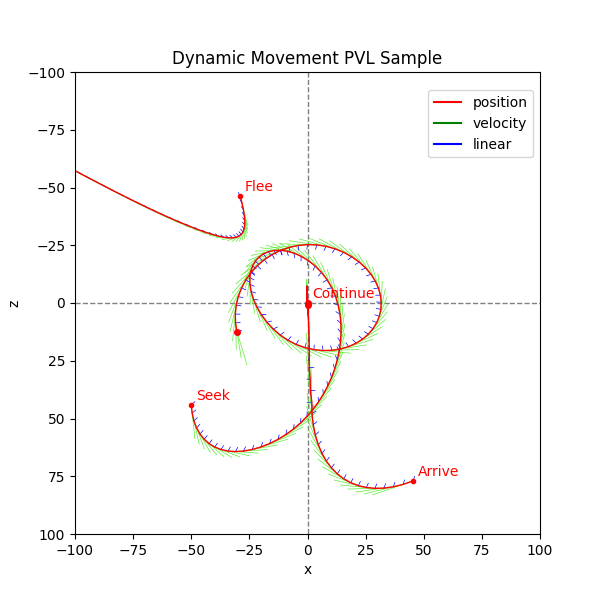 Dynamic Movement PVL Sample
−100
−75
−50
−25
0
25
50
75
100
z
−100
−75
−50
−25
0
25
50
75
100
x
position
velocity
linear
Flee
Continue
Seek
Arrive